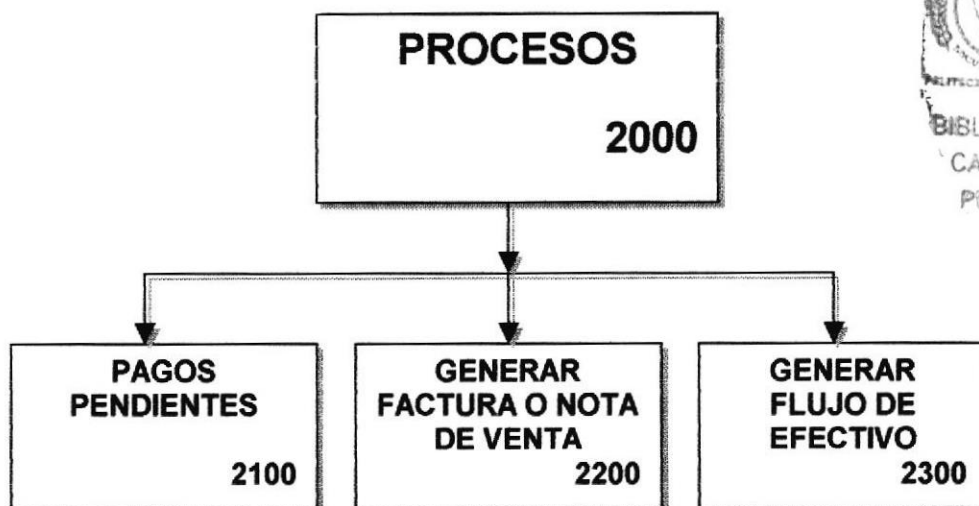 PROCESOS
2000
PAGOS
PENDIENTES
2100
GENERAR
FACTURA O NOTA
DE VENTA
2200
GENERAR
FLUJO DE
EFECTIVO
2300